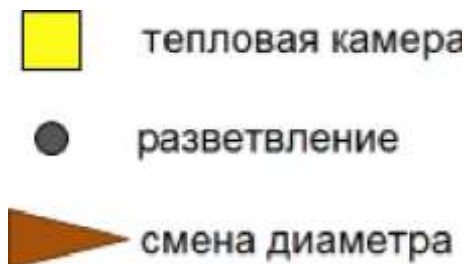 тепловая камера
разветвление
смена диаметра